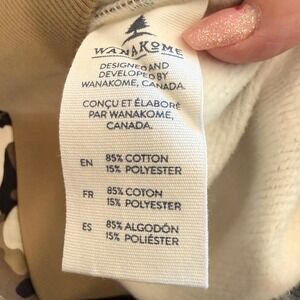 WANAKOME
DESIGNED AND
DEVELOPED BY
WANAKOME, CANADA.
CONÇU ET ÉLABORÉ
PAR WANAKOME,
CANADA.
EN 85% COTTON
15% POLYESTER
FR 85% COTON
15% POLYESTER
ES 85% ALGODÓN
15% POLIÉSTER